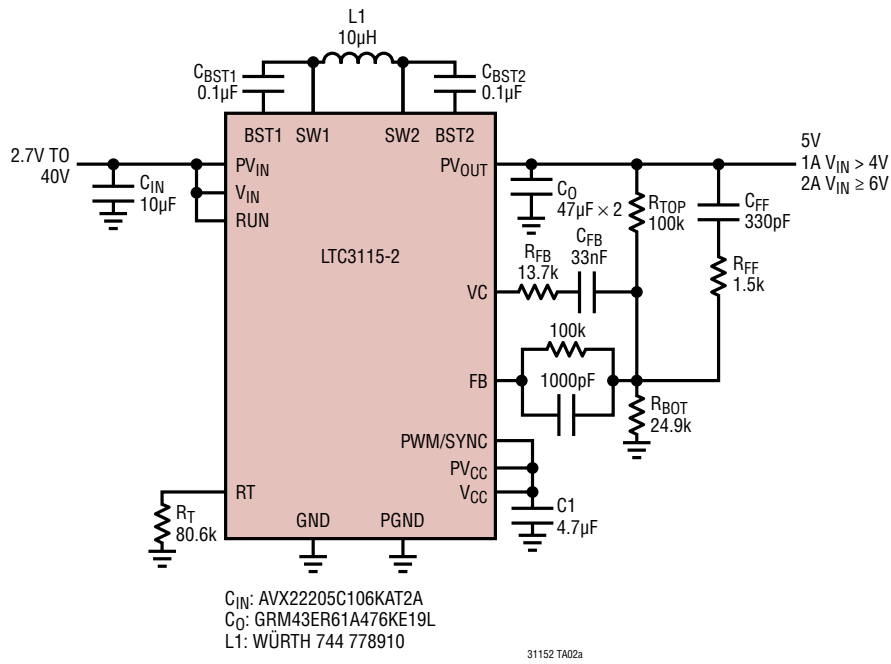 L1
10µH
CBST1
0.1µF
CBST2
0.1µF
BST1 SW1 SW2 BST2
2.7V TO
40V
CIN
10µF
PVIN
VIN
RUN
LTC3115-2
PVOUT
5V
1A VIN > 4V
2A VIN ≥ 6V
CO
47µF × 2
RTOP
100k
CFF
330pF
RFF
1.5k
RFB
13.7k
CFB
33nF
VC
100k
1000pF
FB
RBOT
24.9k
PWM/SYNC
PVCC
VCC
C1
4.7µF
RT
RT
80.6k
GND PGND
CIN: AVX22205C106KAT2A
CO: GRM43ER61A476KE19L
L1: WÜRTH 744 778910
31152 TA02a